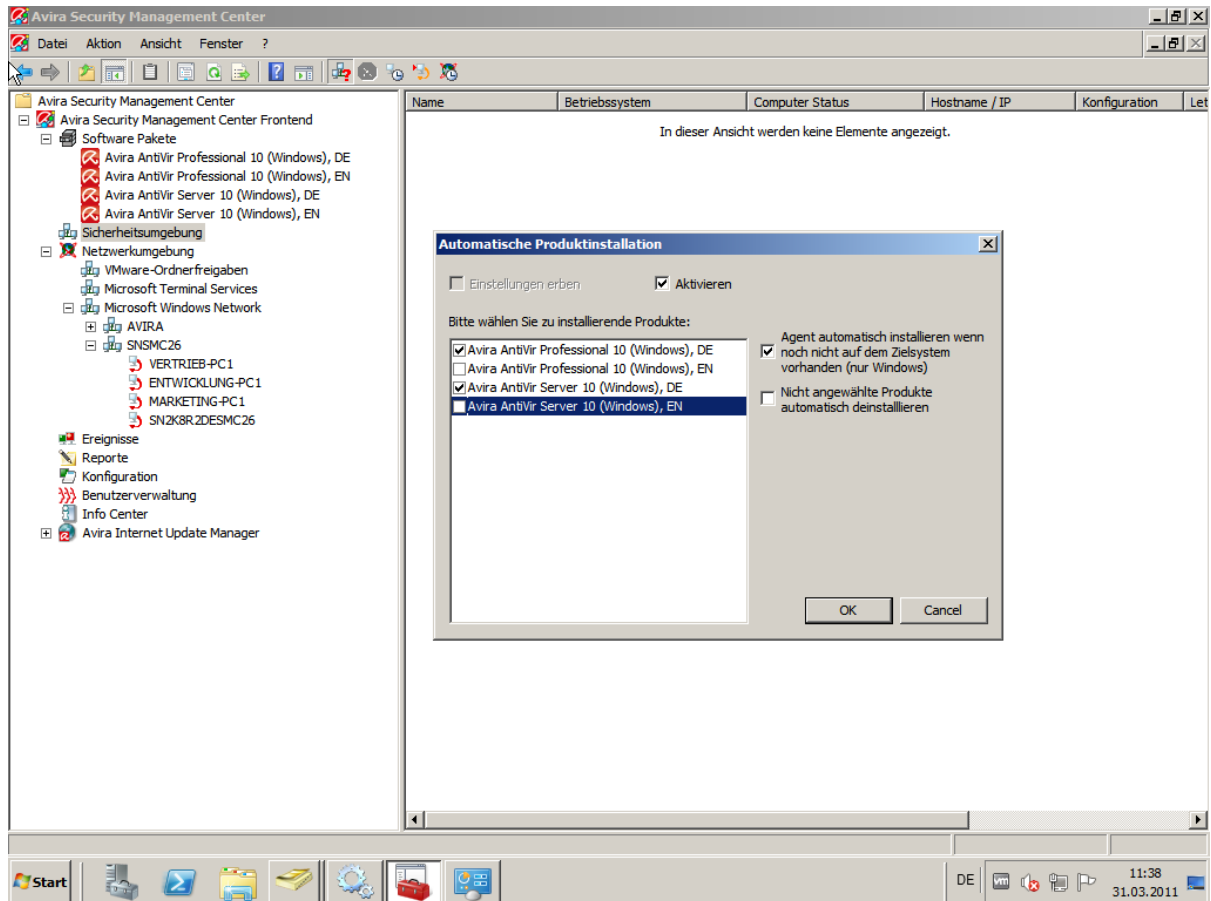 Avira Security Management Center
Datei Aktion Ansicht Fenster ?
Avira Security Management Center
Avira Security Management Center Frontend
Software Pakete
Avira AntiVir Professional 10 (Windows), DE
Avira AntiVir Professional 10 (Windows), EN
Avira AntiVir Server 10 (Windows), DE
Avira AntiVir Server 10 (Windows), EN
Sicherheitsumgebung
Netzwerkumgebung
VMware-Ordnerfreigaben
Microsoft Terminal Services
Microsoft Windows Network
AVIRA
SNSMC26
VERTRIEB-PC1
ENTWICKLUNG-PC1
MARKETING-PC1
SN2K8R2DESMC26
Ereignisse
Reporte
Konfiguration
Benutzerverwaltung
Info Center
Avira Internet Update Manager
Name Betriebssystem Computer Status Hostname / IP Konfiguration Let
In dieser Ansicht werden keine Elemente angezeigt.
Automatische Produktinstallation
Einstellungen erben Aktivieren
Bitte wählen Sie zu installierende Produkte:
Avira AntiVir Professional 10 (Windows), DE
Avira AntiVir Professional 10 (Windows), EN
Avira AntiVir Server 10 (Windows), DE
Avira AntiVir Server 10 (Windows), EN
Agent automatisch installieren wenn
noch nicht auf dem Zielsystem
vorhanden (nur Windows)
Nicht angewählte Produkte
automatisch deinstallieren
OK Cancel
Start
DE
vm
11:38
31.03.2011